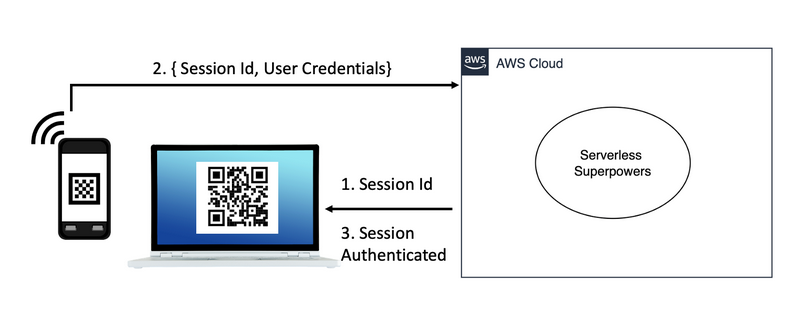 2. { Session Id, User Credentials}
aws
AWS Cloud
Serverless
Superpowers
1. Session Id
3. Session
Authenticated